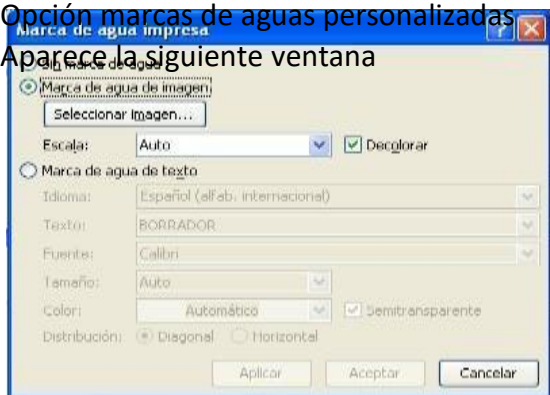 Opción marcas de aguas personalizadas
Marca de agua impresa
Aparece la siguiente ventana
Sin marca de agua
Marca de agua de imagen
Seleccionar imagen...
Escala: Auto Decolorar
Marca de agua de texto
Idioma: Español (alfab. internacional)
Texto: BORRADOR
Fuente: Calibri
Tamaño: Auto
Color: Automático Semitransparente
Distribución: Diagonal Horizontal
Aplicar Aceptar Cancelar